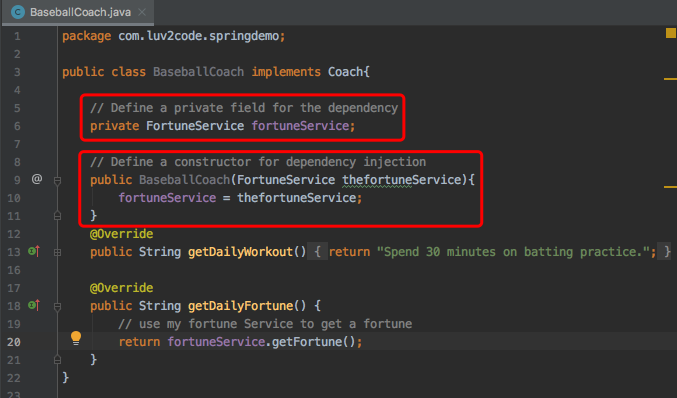 BaseballCoach.java
1 package com.luv2code.springdemo;
2
3 public class BaseballCoach implements Coach{
4
5 // Define a private field for the dependency
6 private FortuneService fortuneService;
7
8 // Define a constructor for dependency injection
9 @ public BaseballCoach(FortuneService thefortuneService){
10 fortuneService = thefortuneService;
11 }
12 @Override
13 public String getDailyWorkout() { return "Spend 30 minutes on batting practice."; }
16
17 @Override
18 public String getDailyFortune() {
19 // use my fortune Service to get a fortune
20 return fortuneService.getFortune();
21 }
22 }
23